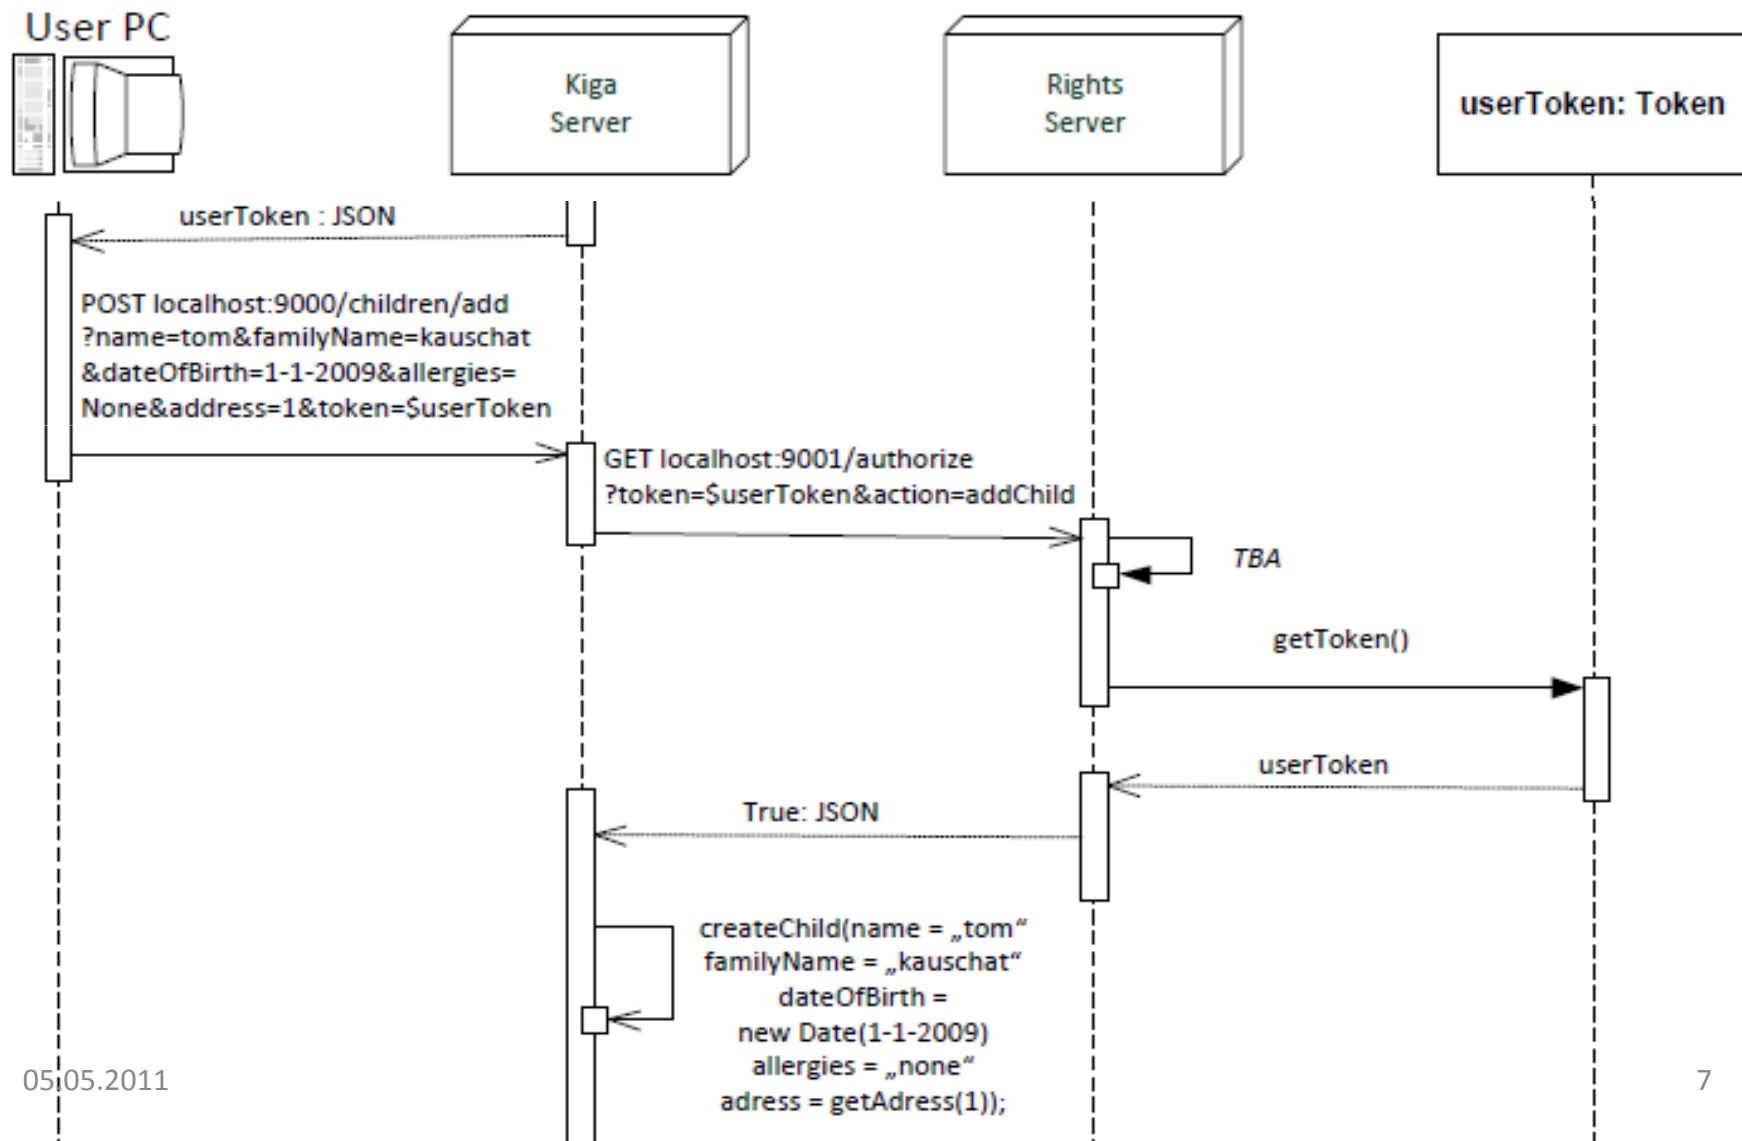 User PC
Kiga
Server
Rights
Server
userToken: Token
userToken : JSON
POST localhost:9000/children/add
?name=tom&familyName=kauschat
&dateOfBirth=1-1-2009&allergies=
None&address=1&token=$userToken
GET localhost:9001/authorize
?token=$userToken&action=addChild
TBA
getToken()
userToken
True: JSON
createChild(name = „tom“
familyName = „kauschat“
dateOfBirth =
new Date(1-1-2009)
allergies = „none“
adress = getAdress(1));
05.05.2011
7